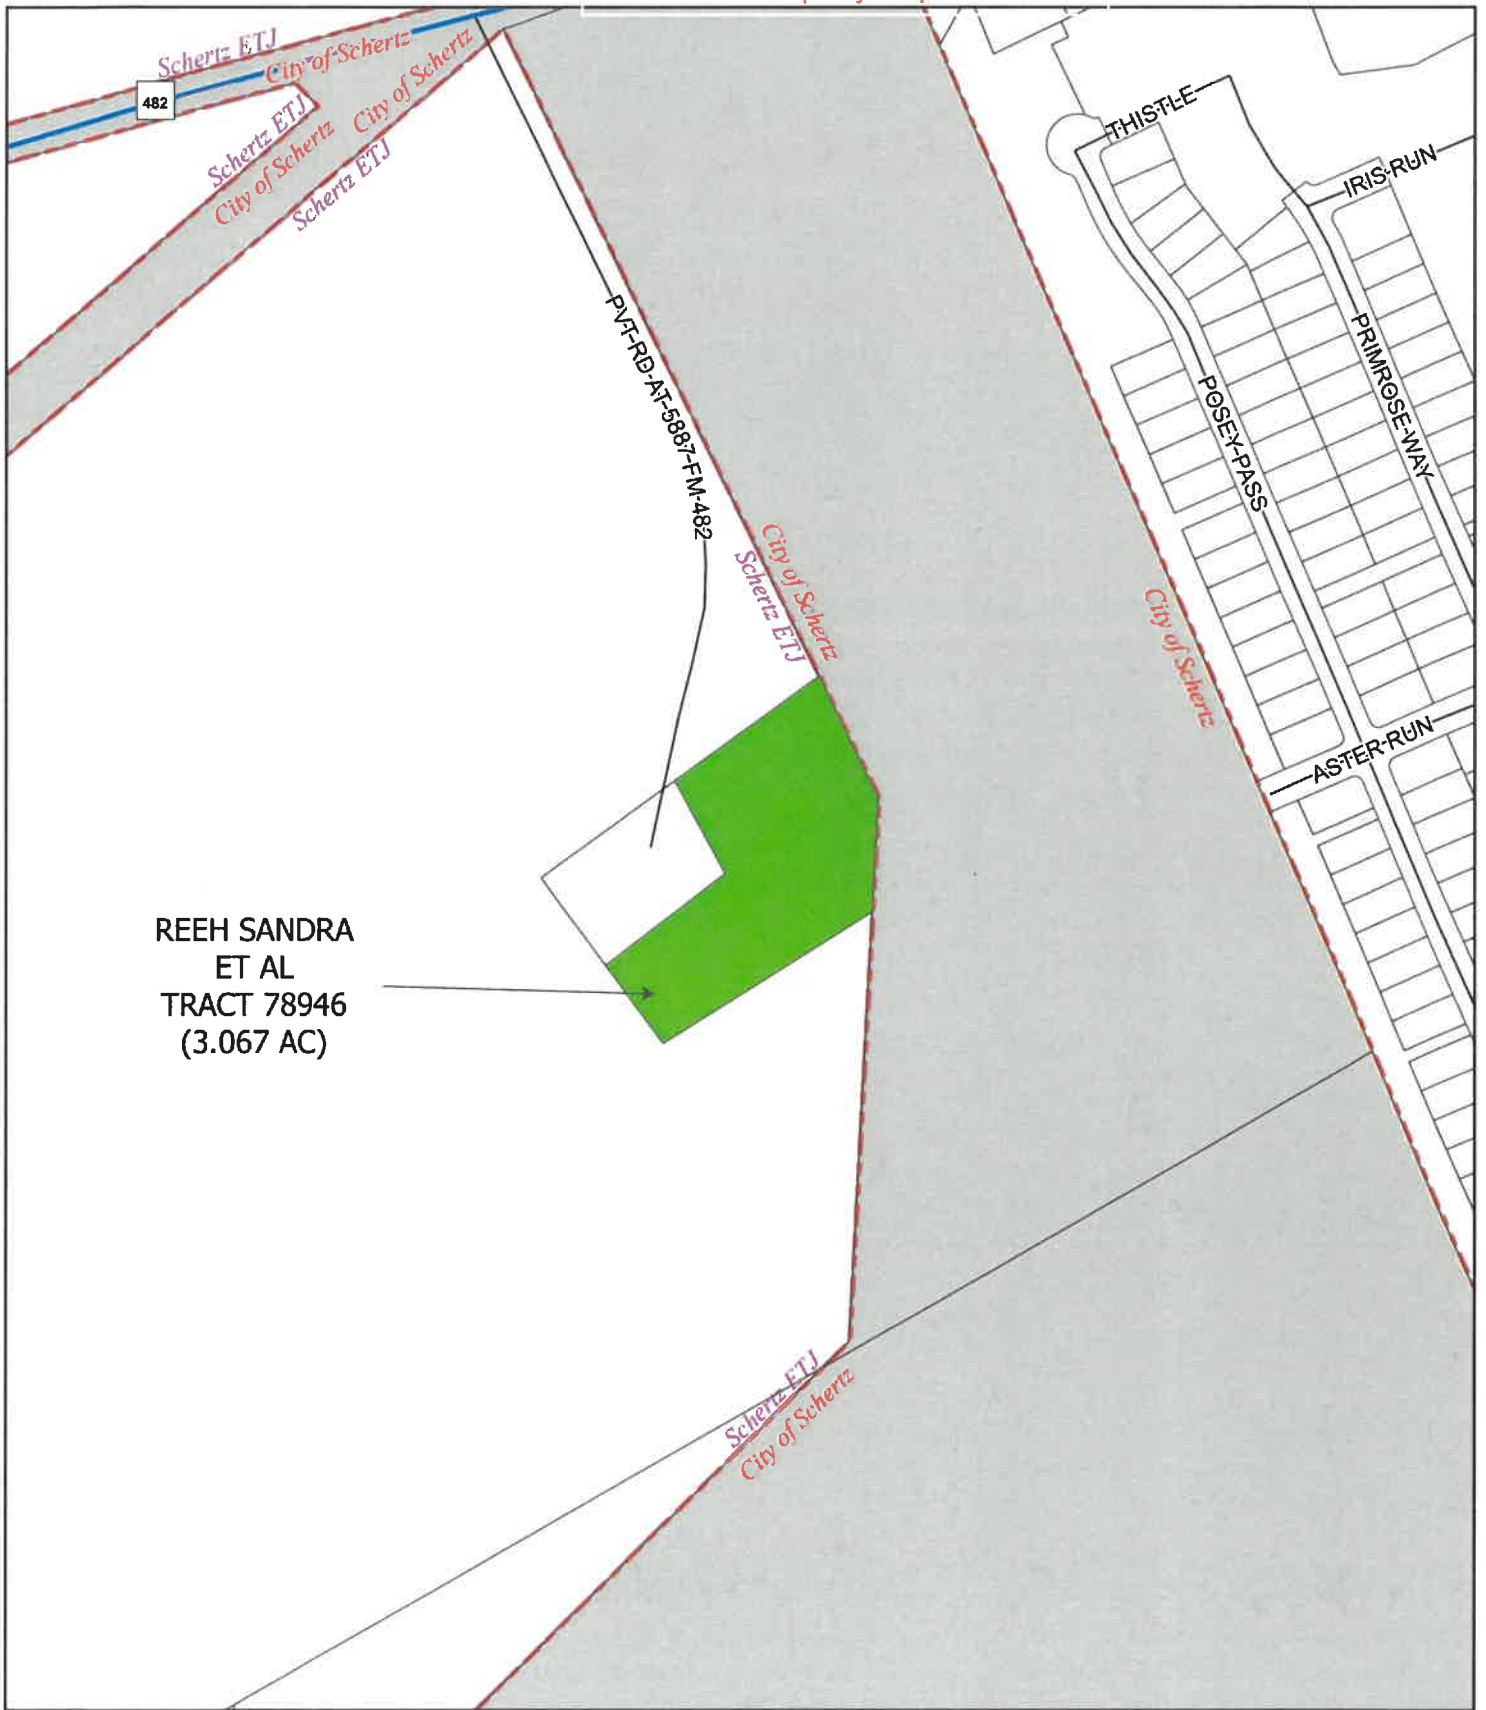 Schertz ETJ
City of Schertz
482
City of Schertz
Schertz ETJ
City of Schertz
Schertz ETJ
THISTLE
IRIS-RUN
PVT-RD-AT-5887-FM-482
PRIMROSE-WAY
POSEY-PASS
City of Schertz
Schertz ETJ
City of Schertz
ASTER-RUN
REEH SANDRA
ET AL
TRACT 78946
(3.067 AC)
Schertz ETJ
City of Schertz